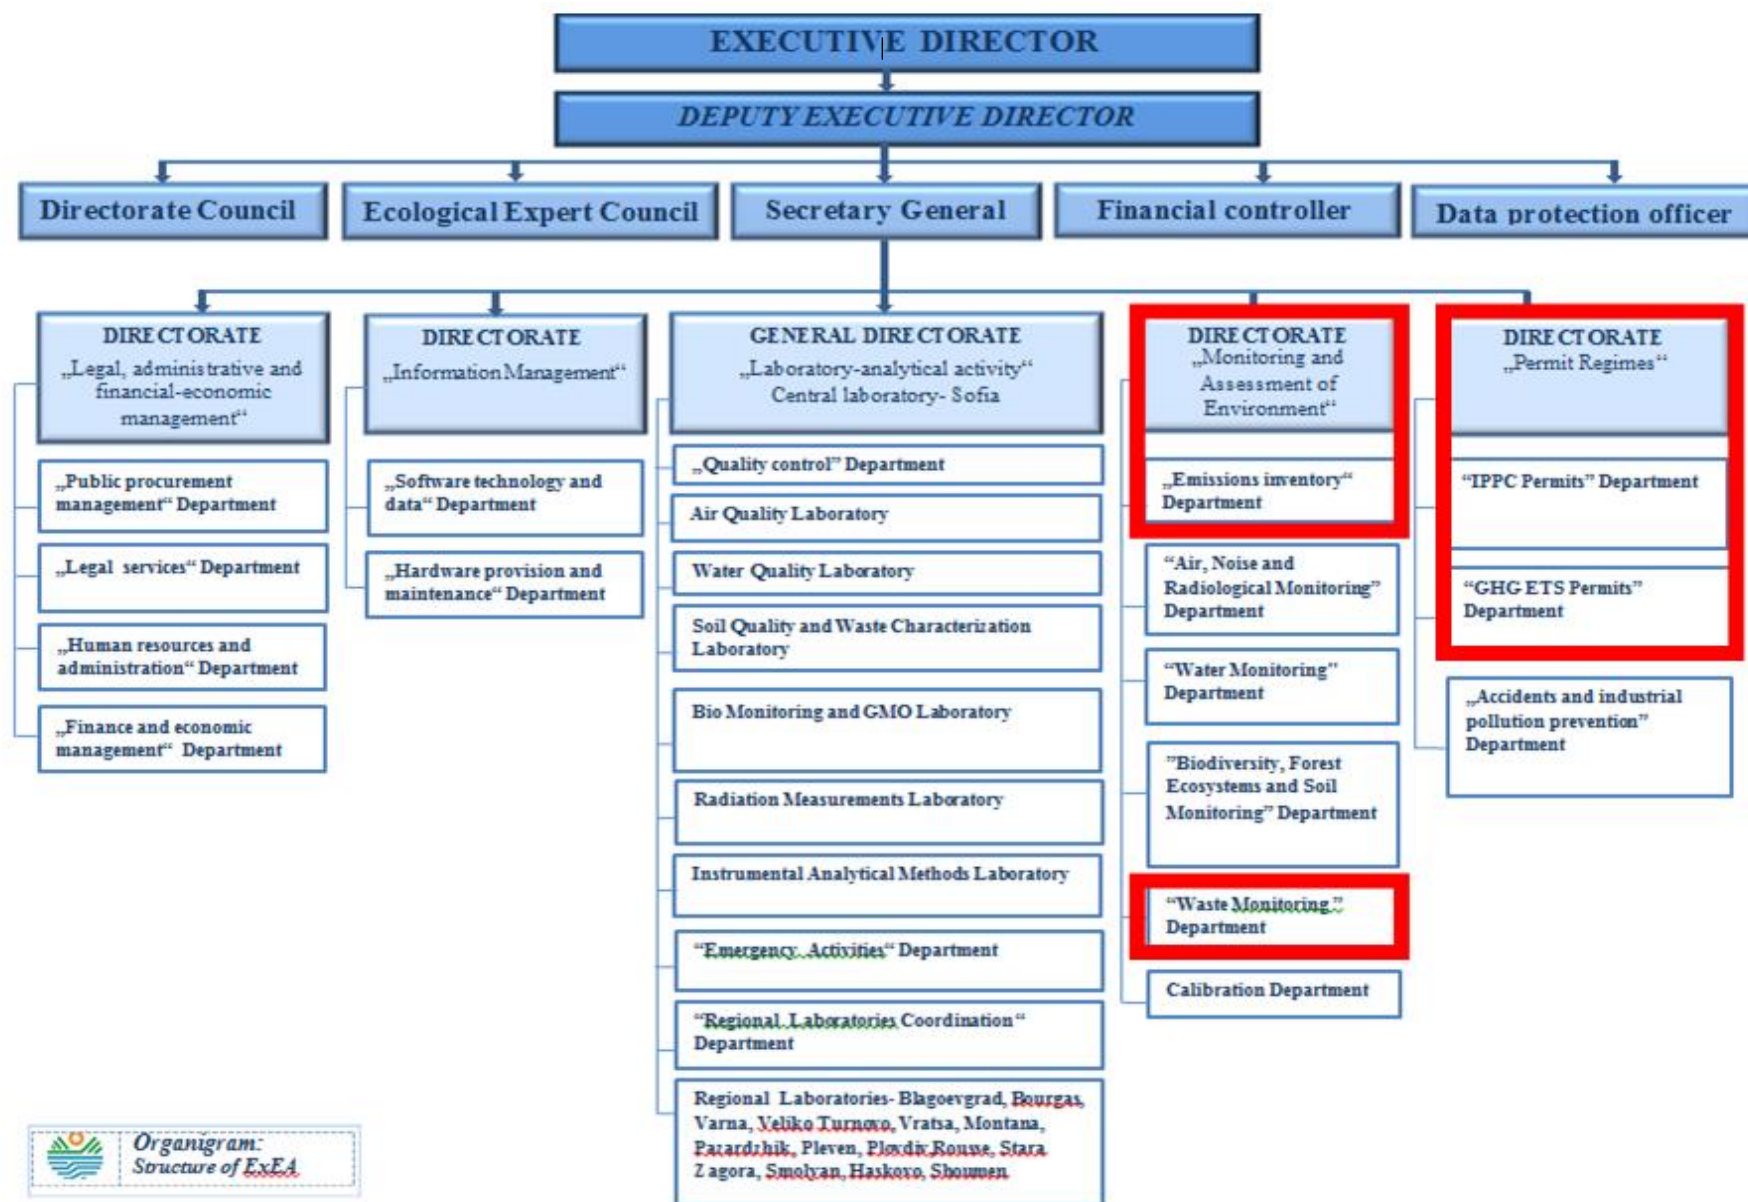 EXECUTIVE DIRECTOR
DEPUTY EXECUTIVE DIRECTOR
Directorate Council
Ecological Expert Council
Secretary General
Financial controller
Data protection officer
DIRECTORATE
„Legal, administrative and
financial-economic
management“
„Public procurement
management“ Department
„Legal services“ Department
„Human resources and
administration“ Department
„Finance and economic
management“ Department
DIRECTORATE
„Information Management“
„Software technology and
data“ Department
„Hardware provision and
maintenance“ Department
GENERAL DIRECTORATE
„Laboratory-analytical activity“
Central laboratory- Sofia
„Quality control” Department
Air Quality Laboratory
Water Quality Laboratory
Soil Quality and Waste Characterization
Laboratory
Bio Monitoring and GMO Laboratory
Radiation Measurements Laboratory
Instrumental Analytical Methods Laboratory
“Emergency Activities“ Department
“Regional Laboratories Coordination“
Department
Regional Laboratories- Blagoevgrad, Bourgas,
Varna, Veliko Turnovo, Vratsa, Montana,
Pazardzhik, Pleven, Plovdiv,Rousse, Stara
Zagora, Smolyan, Haskovo, Shoumen
DIRECTORATE
„Monitoring and
Assessment of
Environment“
„Emissions inventory“
Department
“Air, Noise and
Radiological Monitoring”
Department
“Water Monitoring”
Department
”Biodiversity, Forest
Ecosystems and Soil
Monitoring” Department
“Waste Monitoring ”
Department
Calibration Department
DIRECTORATE
„Permit Regimes“
“IPPC Permits” Department
“GHG ETS Permits”
Department
„Accidents and industrial
pollution prevention”
Department
Organigram:
Structure of ExEA